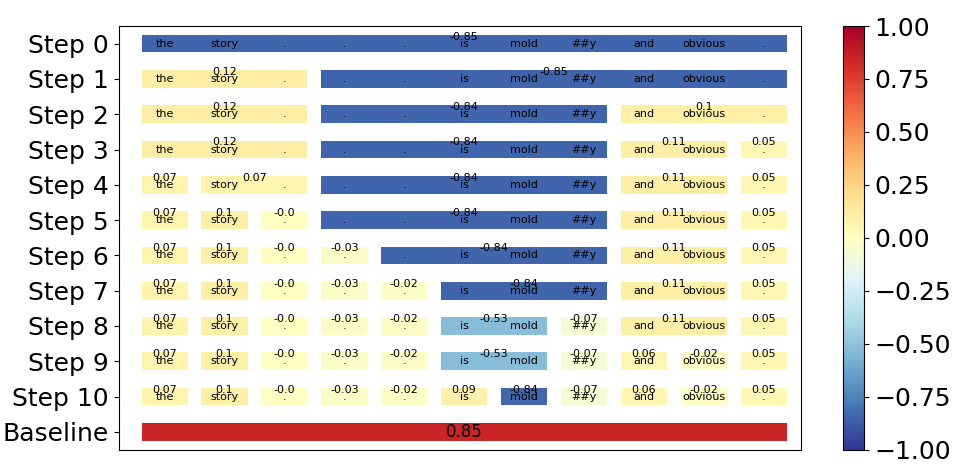 -0.85
Step 0 the story . . . is mold ##y and obvious .
0.12 -0.85
Step 1 the story . . . is mold ##y and obvious .
0.12 -0.84 0.1
Step 2 the story . . . is mold ##y and obvious .
0.12 -0.84 0.11 0.05
Step 3 the story . . . is mold ##y and obvious .
0.07 0.07 -0.84 0.11 0.05
Step 4 the story . . . is mold ##y and obvious .
0.07 0.1 -0.0 -0.84 0.11 0.05
Step 5 the story . . . is mold ##y and obvious .
0.07 0.1 -0.0 -0.03 -0.84 0.11 0.05
Step 6 the story . . . is mold ##y and obvious .
0.07 0.1 -0.0 -0.03 -0.02 -0.84 0.11 0.05
Step 7 the story . . . is mold ##y and obvious .
0.07 0.1 -0.0 -0.03 -0.02 -0.53 -0.07 0.11 0.05
Step 8 the story . . . is mold ##y and obvious .
0.07 0.1 -0.0 -0.03 -0.02 -0.53 -0.07 0.06 -0.02 0.05
Step 9 the story . . . is mold ##y and obvious .
0.07 0.1 -0.0 -0.03 -0.02 0.09 -0.84 -0.07 0.06 -0.02 0.05
Step 10 the story . . . is mold ##y and obvious .
Baseline 0.85
1.00
0.75
0.50
0.25
0.00
−0.25
−0.50
−0.75
−1.00